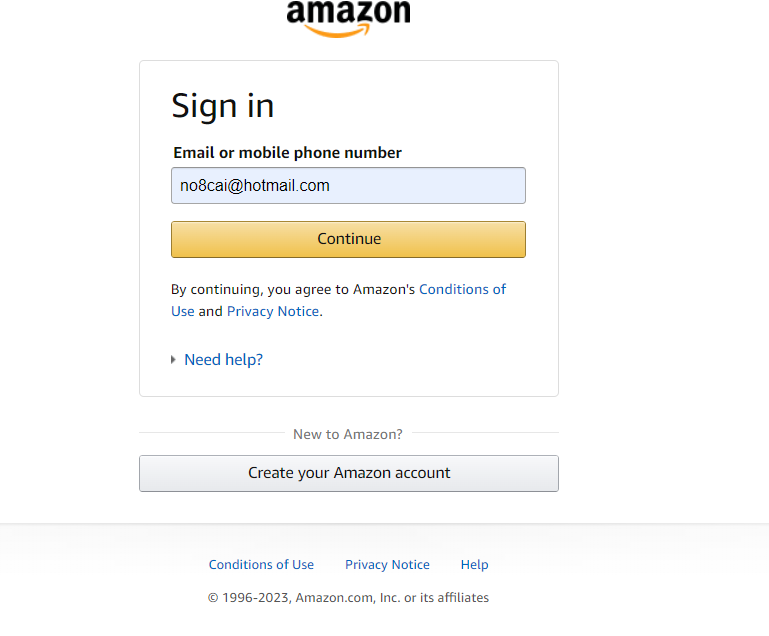 amazon
Sign in
Email or mobile phone number
no8cai@hotmail.com
Continue
By continuing, you agree to Amazon's Conditions of
Use and Privacy Notice.
Need help?
New to Amazon?
Create your Amazon account
Conditions of Use Privacy Notice Help
© 1996-2023, Amazon.com, Inc. or its affiliates